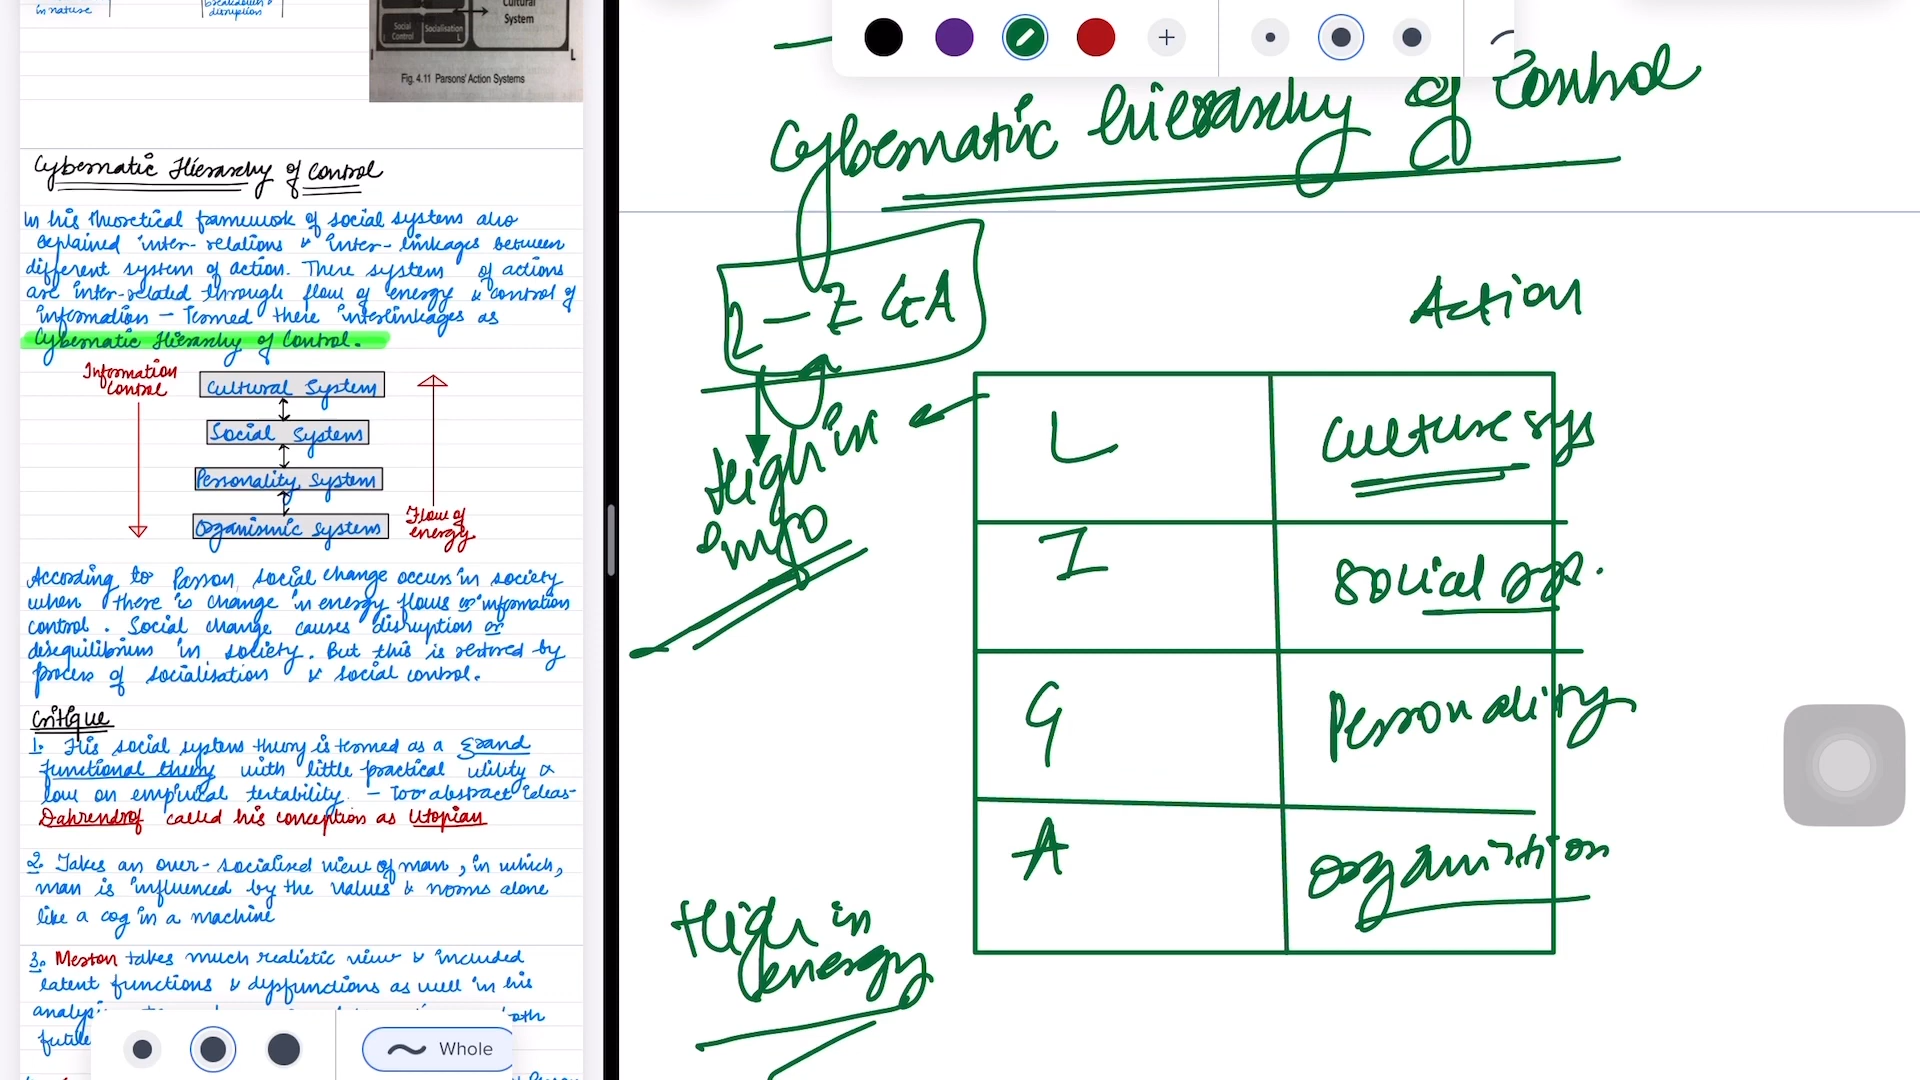 in nature
disruption
Social Control
Socialisation
L
Cultural System
L
Fig. 4.11 Parsons' Action Systems
Cybernatic Hierarchy of Control
In his theoretical framework of social systems also
explained inter-relations & inter-linkages between
different system of action. These system of actions
are inter-related through flow of energy & control of
information – Termed these interlinkages as
Cybernatic Hierarchy of Control.
Information Control
Cultural System
Social System
Personality System
Organismic System
Flow of energy
According to Parson, social change occurs in society
when there is change in energy flows or information
control. Social change causes disruption or
disequilibrium in society. But this is restored by
process of socialisation & social control.
Critique
1. His social systems theory is termed as a Grand
functional theory with little practical utility &
low on empirical testability. – Too abstract ideas-
Dahrendrof called his conception as Utopian
2. Takes an over-socialised view of man, in which,
man is influenced by the values & norms alone
like a cog in a machine
3. Merton takes much realistic view & included
latent functions & dysfunctions as well in his
Whole
Cybernatic hierarchy of Control
L – I G A
Action
High in info
L Culture sys
I Social sys.
G Personality
A Organisation
High in energy